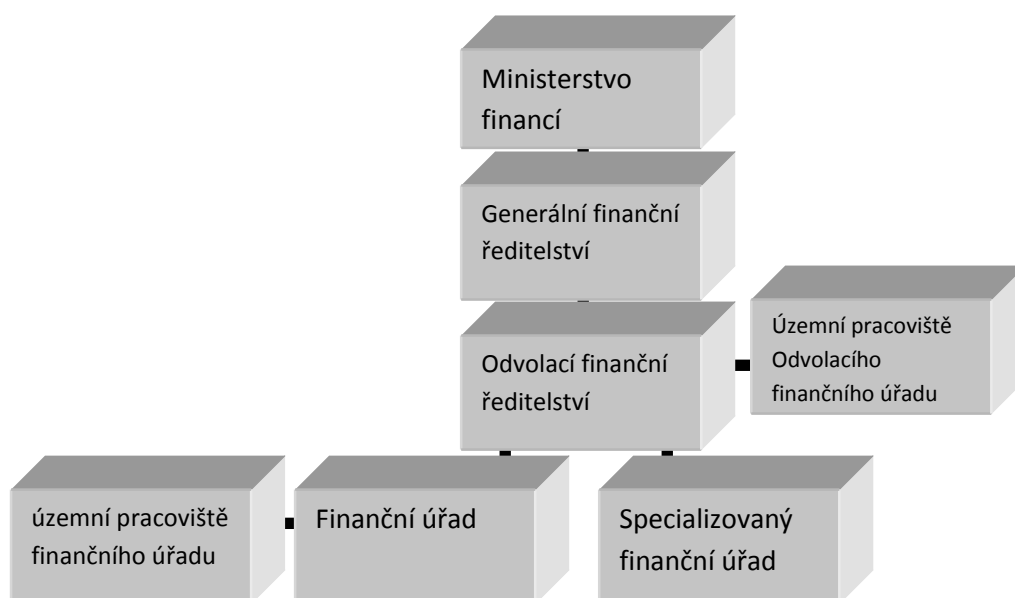 Ministerstvo
financí
Generální finanční
ředitelství
Odvolací finanční
ředitelství
Územní pracoviště
Odvolacího
finančního úřadu
územní pracoviště
finančního úřadu
Finanční úřad
Specializovaný
finanční úřad